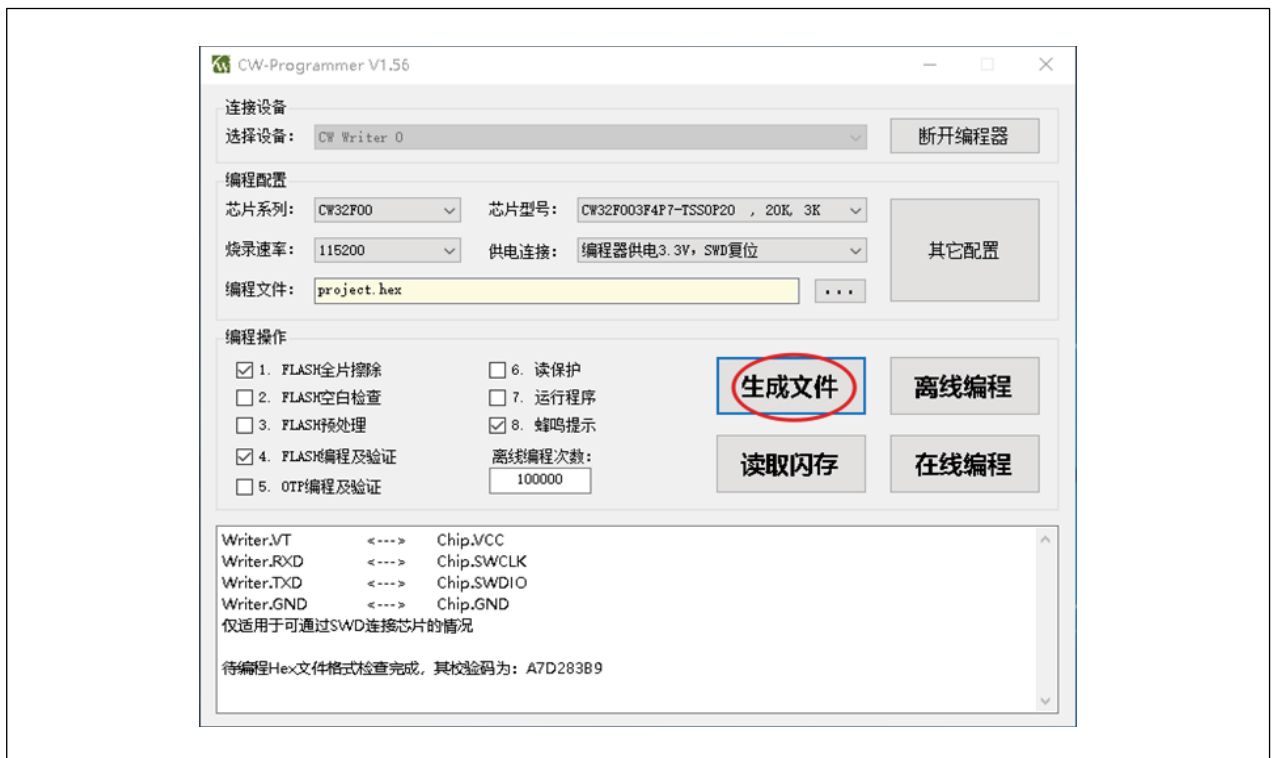 CW-Programmer V1.56
连接设备
选择设备： CW Writer 0 断开编程器
编程配置
芯片系列： CW32F00 芯片型号： CW32F003F4P7-TSSOP20 , 20K, 3K
烧录速率： 115200 供电连接： 编程器供电3.3V，SWD复位 其它配置
编程文件： project.hex ...
编程操作
1. FLASH全片擦除 6. 读保护
2. FLASH空白检查 7. 运行程序 生成文件 离线编程
3. FLASH预处理 8. 蜂鸣提示
4. FLASH编程及验证 离线编程次数： 读取闪存 在线编程
5. OTP编程及验证 100000
Writer.VT <---> Chip.VCC
Writer.RXD <---> Chip.SWCLK
Writer.TXD <---> Chip.SWDIO
Writer.GND <---> Chip.GND
仅适用于可通过SWD连接芯片的情况
待编程Hex文件格式检查完成，其校验码为：A7D283B9